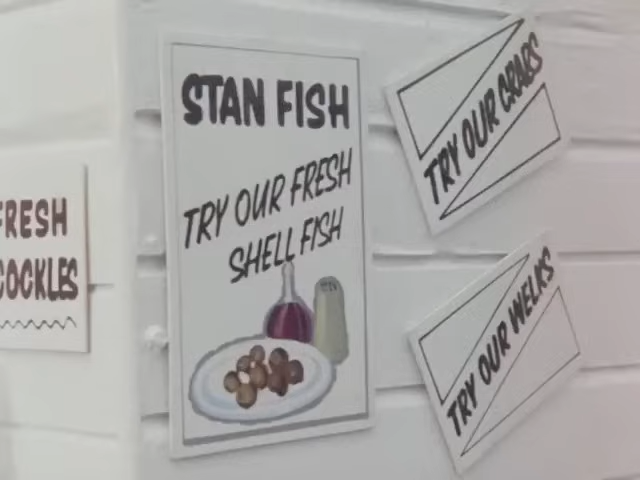 FRESH
COCKLES
STAN FISH
TRY OUR FRESH
SHELL FISH
TRY OUR CRABS
TRY OUR WELKS